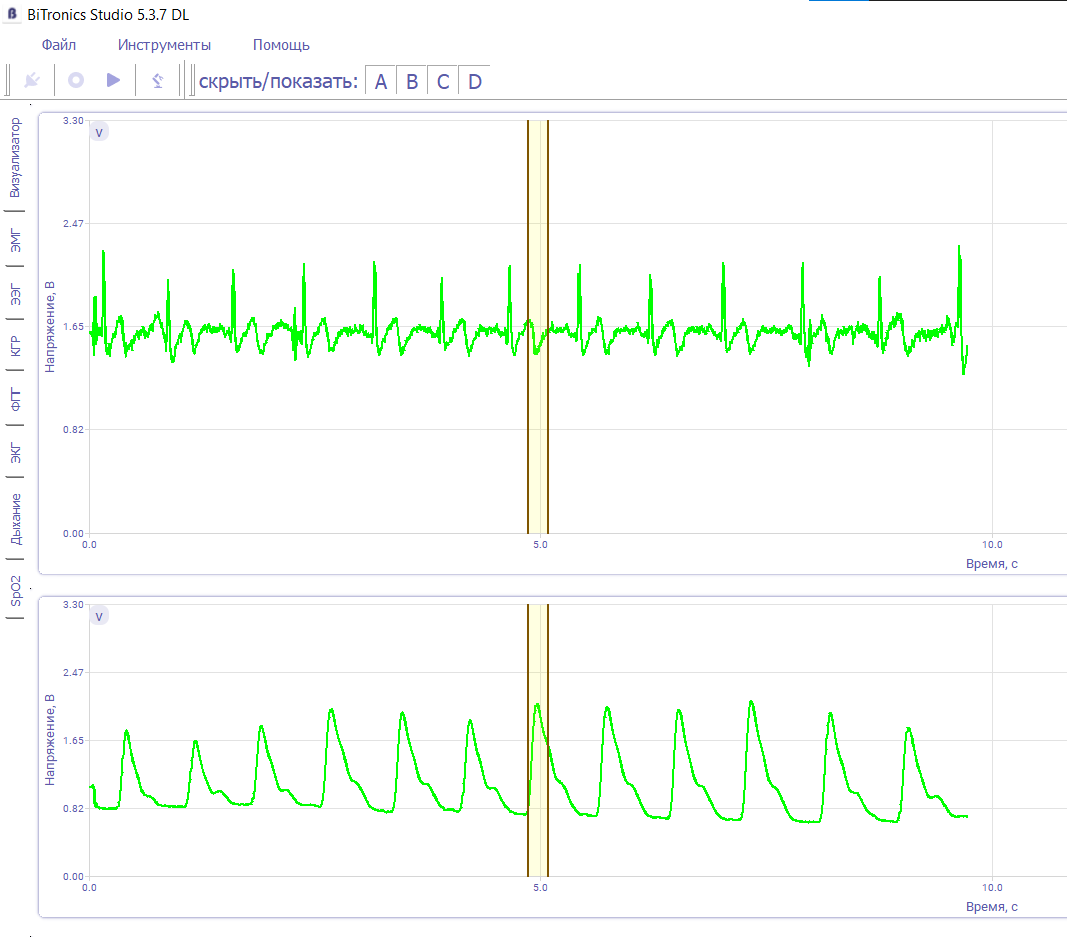 BiTronics Studio 5.3.7 DL
Файл Инструменты Помощь
скрыть/показать: A B C D
Визуализатор
ЭМГ
ЭЭГ
КГР
ФПГ
ЭКГ
Дыхание
SpO2
V
Напряжение, В
3.30
2.47
1.65
0.82
0.00
0.0 5.0 10.0
Время, с
V
Напряжение, В
3.30
2.47
1.65
0.82
0.00
0.0 5.0 10.0
Время, с